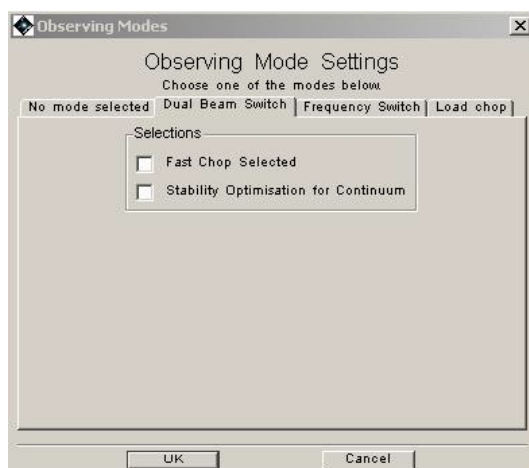 Observing Modes
Observing Mode Settings
Choose one of the modes below.
No mode selected Dual Beam Switch Frequency Switch Load chop
Selections
Fast Chop Selected
Stability Optimisation for Continuum
UK Cancel